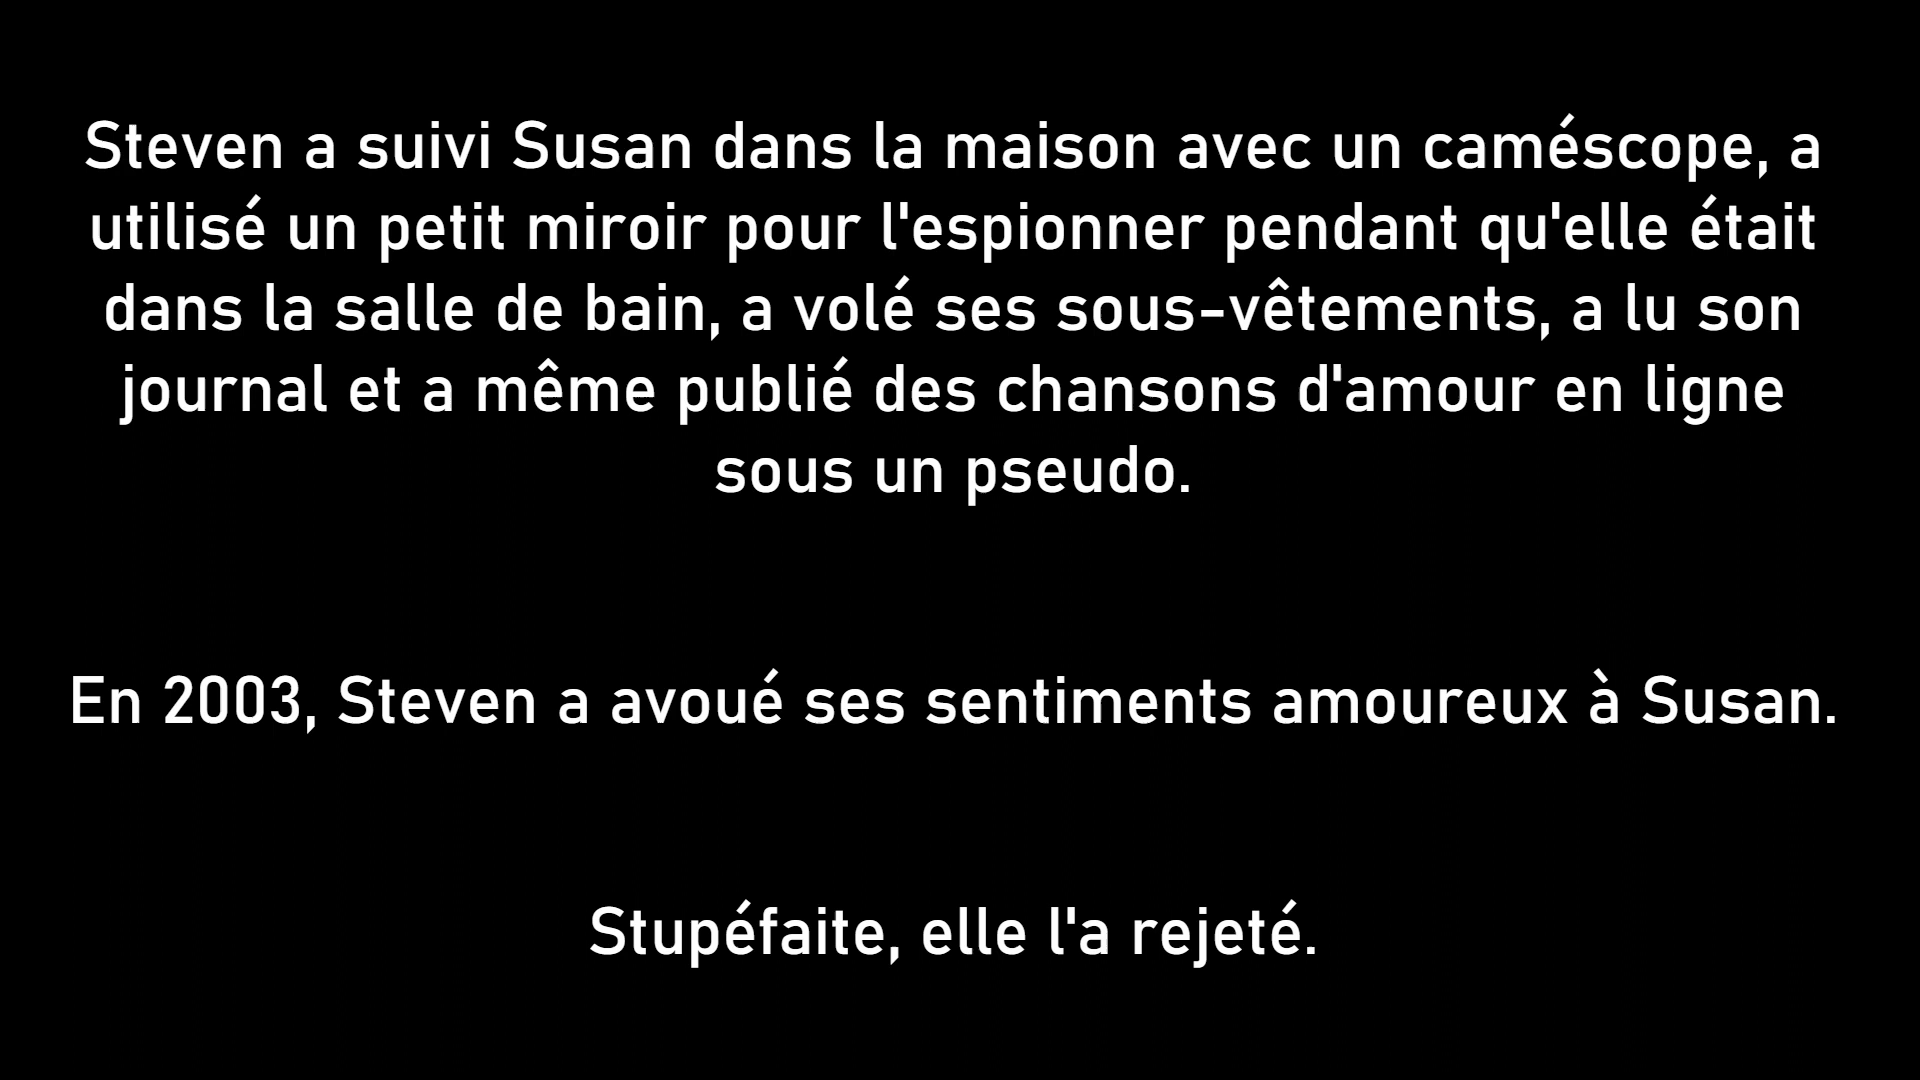 Steven a suivi Susan dans la maison avec un caméscope, a
utilisé un petit miroir pour l'espionner pendant qu'elle était
dans la salle de bain, a volé ses sous-vêtements, a lu son
journal et a même publié des chansons d'amour en ligne
sous un pseudo.
En 2003, Steven a avoué ses sentiments amoureux à Susan.
Stupéfaite, elle l'a rejeté.